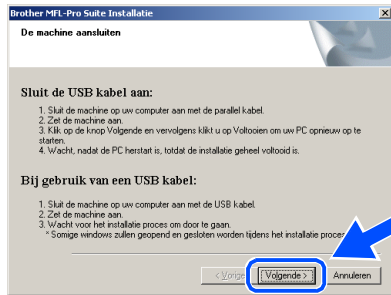 Brother MFL-Pro Suite Installatie
De machine aansluiten
Sluit de USB kabel aan:
1. Sluit de machine op uw computer aan met de parallel kabel.
2. Zet de machine aan.
3. Klik op de knop Volgende en vervolgens klikt u op Voltooien om uw PC opnieuw op te
starten.
4. Wacht, nadat de PC herstart is, totdat de installatie geheel voltooid is.
Bij gebruik van een USB kabel:
1. Sluit de machine op uw computer aan met de USB kabel.
2. Zet de machine aan.
3. Wacht voor het installatie proces om door te gaan.
* Somige windows zullen geopend en gesloten worden tijdens het installatie proces
< Vorige Volgende > Annuleren